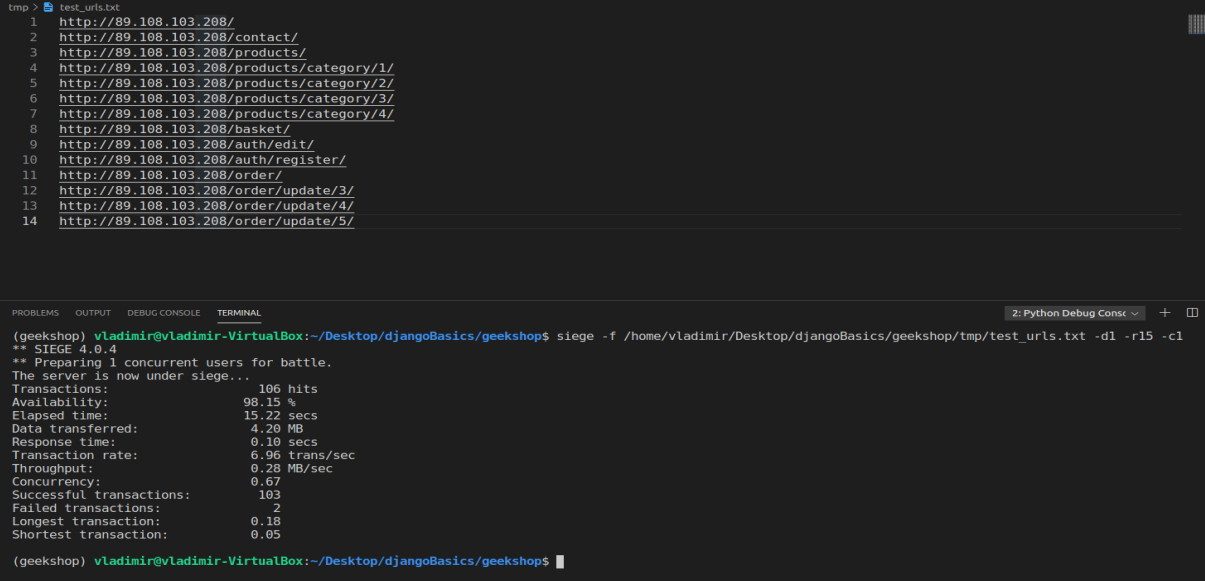 tmp > test_urls.txt
1 http://89.108.103.208/
2 http://89.108.103.208/contact/
3 http://89.108.103.208/products/
4 http://89.108.103.208/products/category/1/
5 http://89.108.103.208/products/category/2/
6 http://89.108.103.208/products/category/3/
7 http://89.108.103.208/products/category/4/
8 http://89.108.103.208/basket/
9 http://89.108.103.208/auth/edit/
10 http://89.108.103.208/auth/register/
11 http://89.108.103.208/order/
12 http://89.108.103.208/order/update/3/
13 http://89.108.103.208/order/update/4/
14 http://89.108.103.208/order/update/5/
PROBLEMS OUTPUT DEBUG CONSOLE TERMINAL 2: Python Debug Consc
(geekshop) vladimir@vladimir-VirtualBox:~/Desktop/djangoBasics/geekshop$ siege -f /home/vladimir/Desktop/djangoBasics/geekshop/tmp/test_urls.txt -d1 -r15 -c1
** SIEGE 4.0.4
** Preparing 1 concurrent users for battle.
The server is now under siege...
Transactions: 106 hits
Availability: 98.15 %
Elapsed time: 15.22 secs
Data transferred: 4.20 MB
Response time: 0.10 secs
Transaction rate: 6.96 trans/sec
Throughput: 0.28 MB/sec
Concurrency: 0.67
Successful transactions: 103
Failed transactions: 2
Longest transaction: 0.18
Shortest transaction: 0.05
(geekshop) vladimir@vladimir-VirtualBox:~/Desktop/djangoBasics/geekshop$